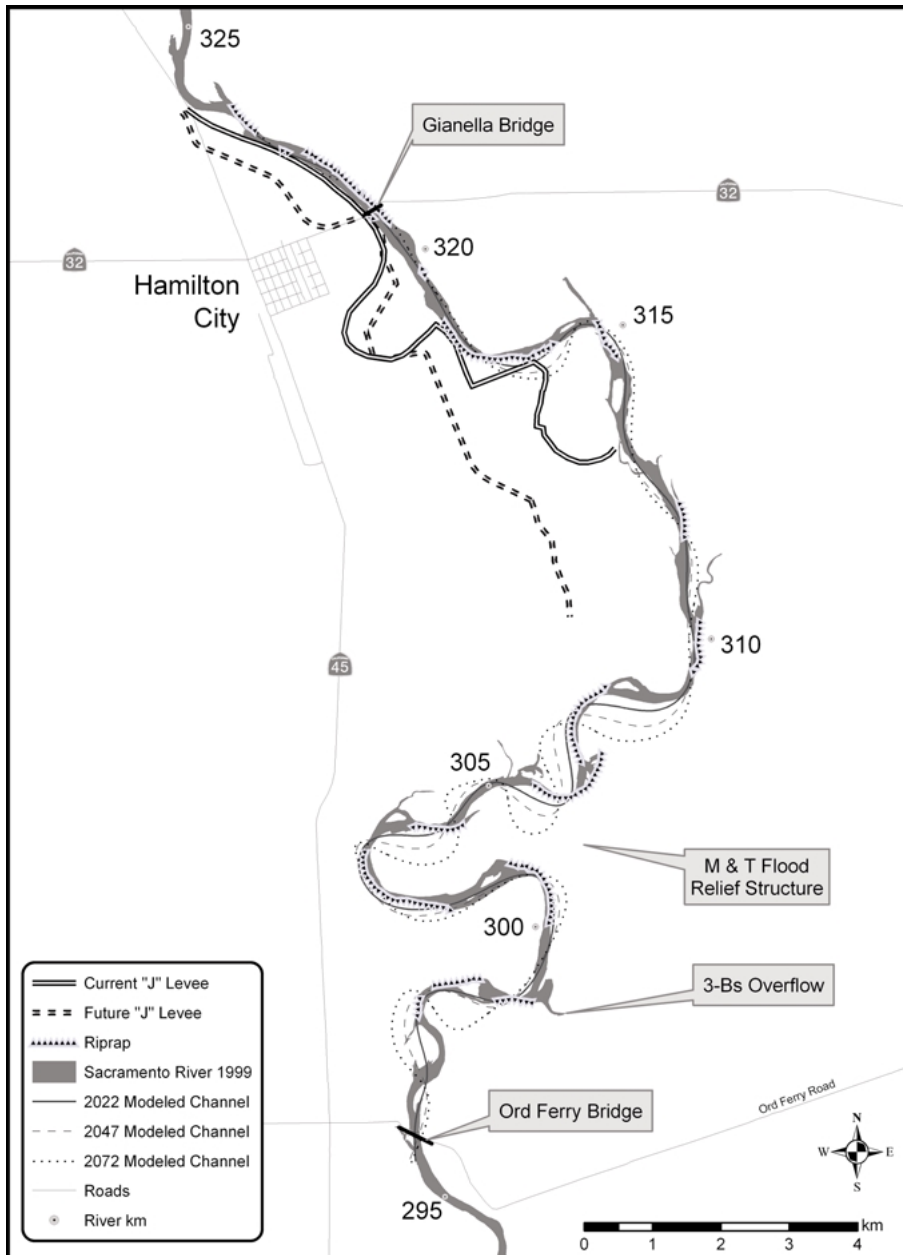 325
Gianella Bridge
32
320
32
Hamilton
City
315
310
45
305
M & T Flood
Relief Structure
300
3-Bs Overflow
Ord Ferry Bridge
Ord Ferry Road
295
Current "J" Levee
Future "J" Levee
Riprap
Sacramento River 1999
2022 Modeled Channel
2047 Modeled Channel
2072 Modeled Channel
Roads
River km
N
W E
S
km
0 1 2 3 4